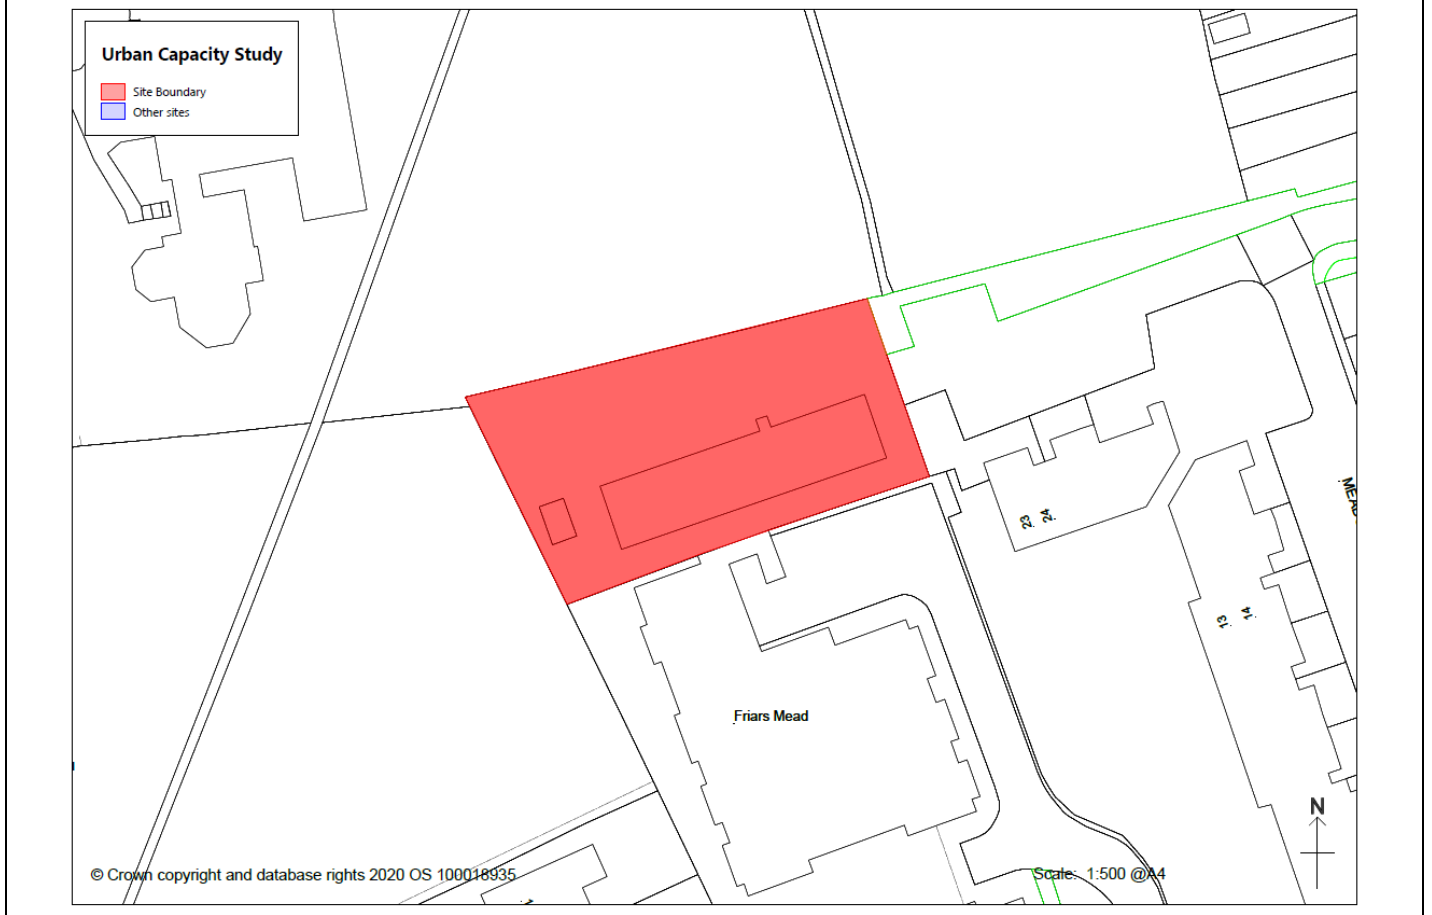 Urban Capacity Study
Site Boundary
Other sites
23
24
13
14
Friars Mead
N
© Crown copyright and database rights 2020 OS 100018935
Scale: 1:500 @A4